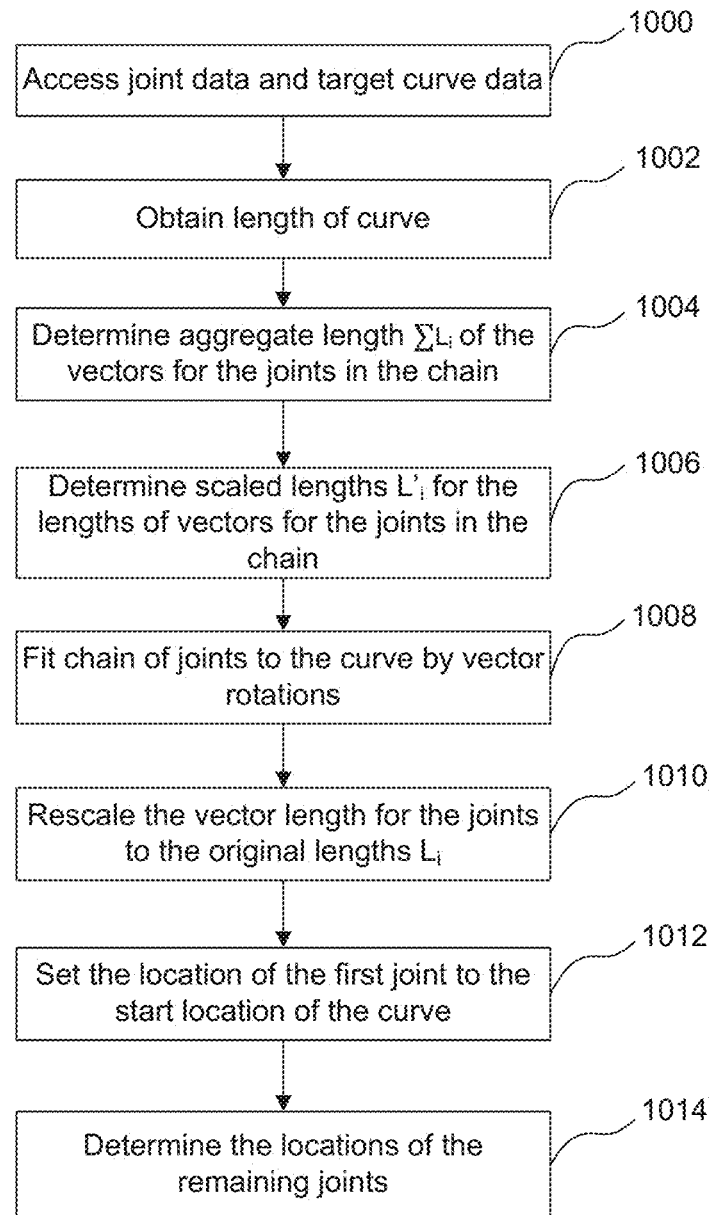 1000
Access joint data and target curve data
1002
Obtain length of curve
1004
Determine aggregate length ∑Lᵢ of the
vectors for the joints in the chain
1006
Determine scaled lengths L'ᵢ for the
lengths of vectors for the joints in the
chain
1008
Fit chain of joints to the curve by vector
rotations
1010
Rescale the vector length for the joints
to the original lengths Lᵢ
1012
Set the location of the first joint to the
start location of the curve
1014
Determine the locations of the
remaining joints